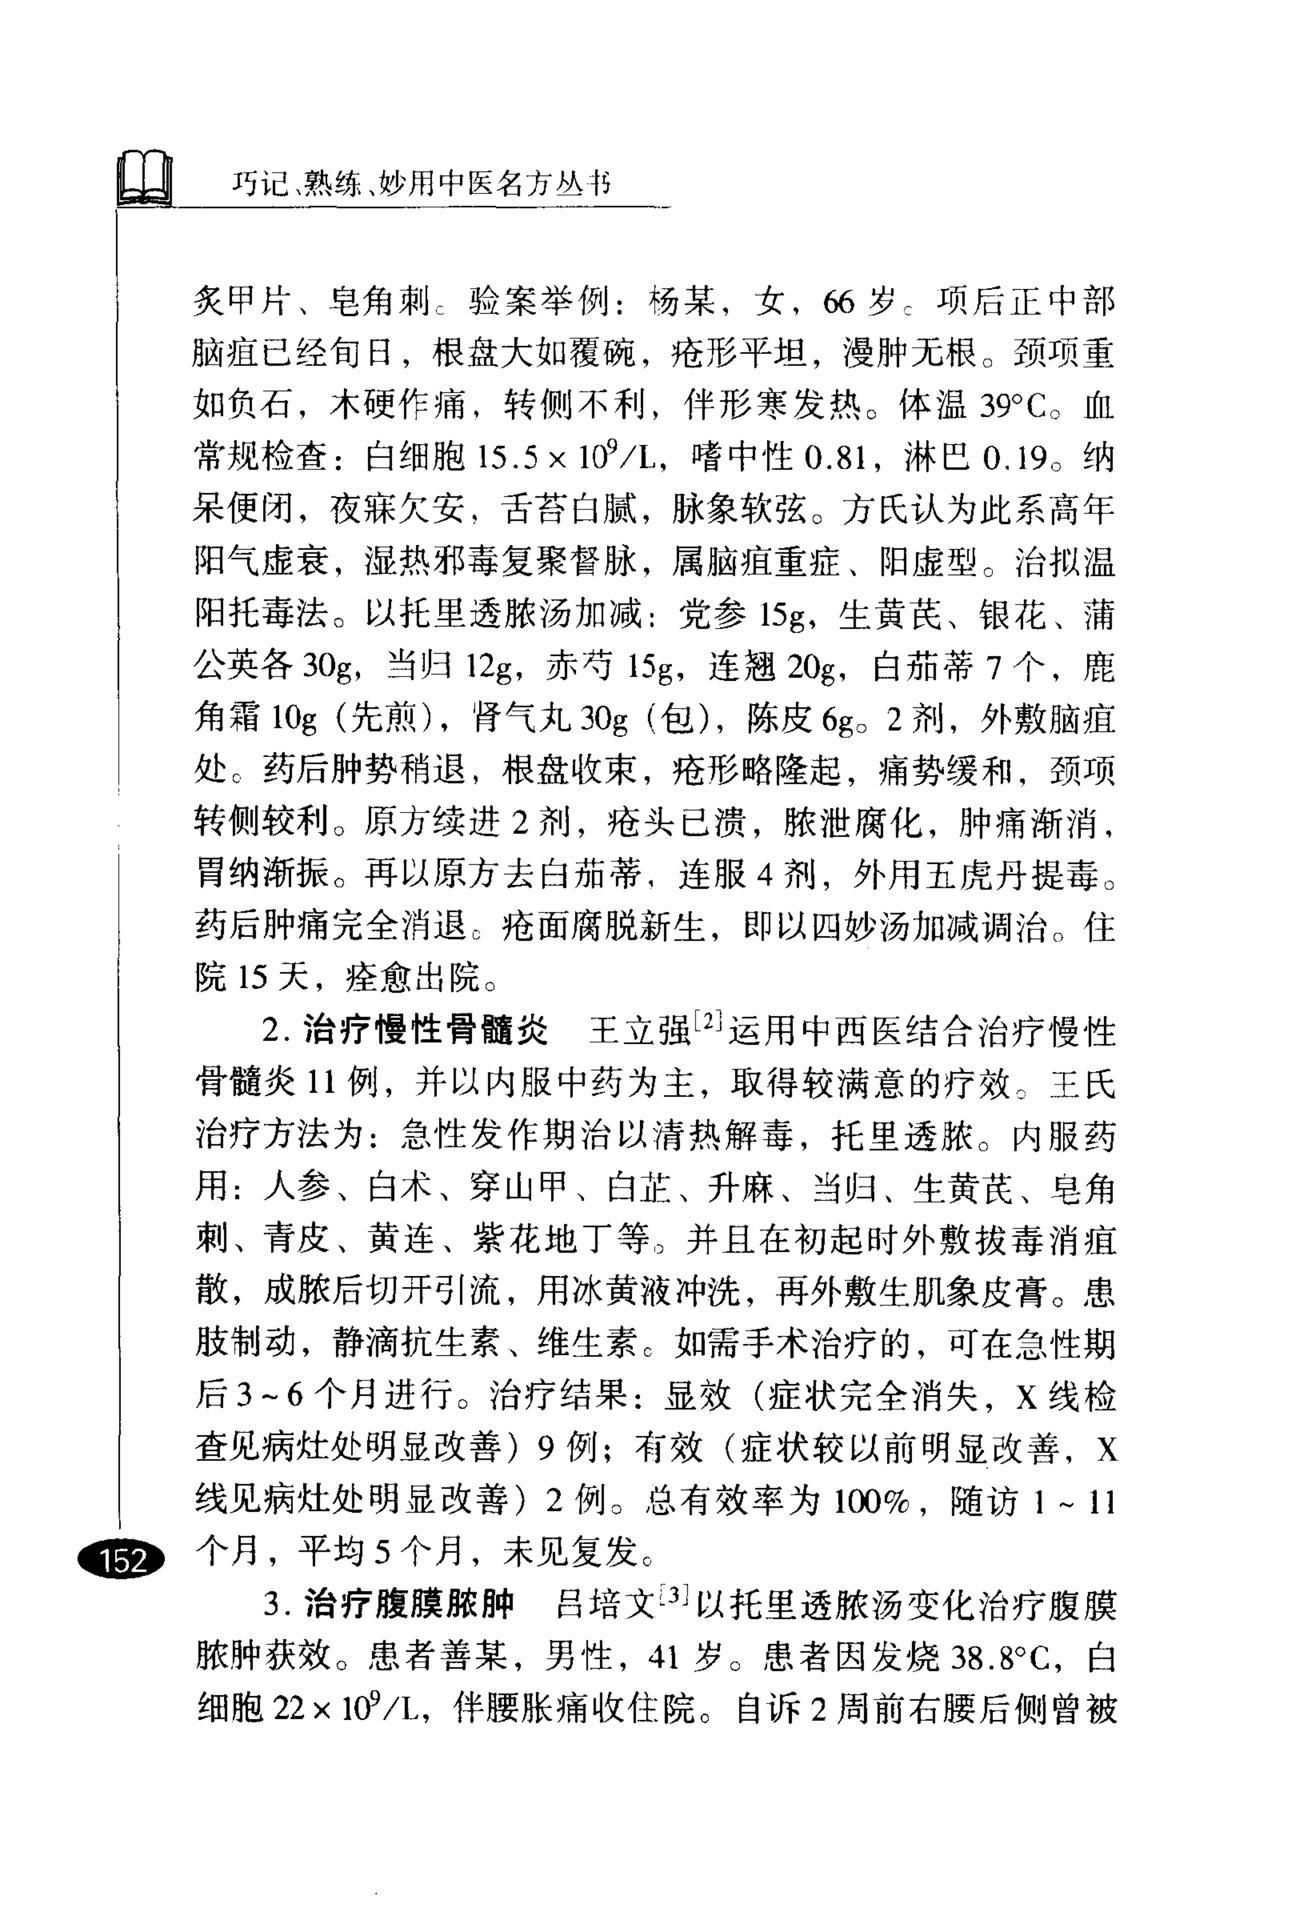 巧记、熟练、妙用中医名方丛书
炙甲片、皂角刺。验案举例：杨某，女，66 岁。项后正中部
脑疽已经旬日，根盘大如覆碗，疮形平坦，漫肿无根。颈项重
如负石，木硬作痛，转侧不利，伴形寒发热。体温 39°C。血
常规检查：白细胞 15.5 × 10⁹/L，嗜中性 0.81，淋巴 0.19。纳
呆便闭，夜寐欠安，舌苔白腻，脉象软弦。方氏认为此系高年
阳气虚衰，湿热邪毒复聚督脉，属脑疽重症、阳虚型。治拟温
阳托毒法。以托里透脓汤加减：党参 15g，生黄芪、银花、蒲
公英各 30g，当归 12g，赤芍 15g，连翘 20g，白茄蒂 7 个，鹿
角霜 10g（先煎），肾气丸 30g（包），陈皮 6g。2 剂，外敷脑疽
处。药后肿势稍退，根盘收束，疮形略隆起，痛势缓和，颈项
转侧较利。原方续进 2 剂，疮头已溃，脓泄腐化，肿痛渐消，
胃纳渐振。再以原方去白茄蒂，连服 4 剂，外用五虎丹提毒。
药后肿痛完全消退。疮面腐脱新生，即以四妙汤加减调治。住
院 15 天，痊愈出院。
2. 治疗慢性骨髓炎　王立强[2]运用中西医结合治疗慢性
骨髓炎 11 例，并以内服中药为主，取得较满意的疗效。王氏
治疗方法为：急性发作期治以清热解毒，托里透脓。内服药
用：人参、白术、穿山甲、白芷、升麻、当归、生黄芪、皂角
刺、青皮、黄连、紫花地丁等。并且在初起时外敷拔毒消疽
散，成脓后切开引流，用冰黄液冲洗，再外敷生肌象皮膏。患
肢制动，静滴抗生素、维生素。如需手术治疗的，可在急性期
后 3 ~ 6 个月进行。治疗结果：显效（症状完全消失，X 线检
查见病灶处明显改善）9 例；有效（症状较以前明显改善，X
线见病灶处明显改善）2 例。总有效率为 100%，随访 1 ~ 11
个月，平均 5 个月，未见复发。
152
3. 治疗腹膜脓肿　吕培文[3]以托里透脓汤变化治疗腹膜
脓肿获效。患者善某，男性，41 岁。患者因发烧 38.8°C，白
细胞 22 × 10⁹/L，伴腰胀痛收住院。自诉 2 周前右腰后侧曾被